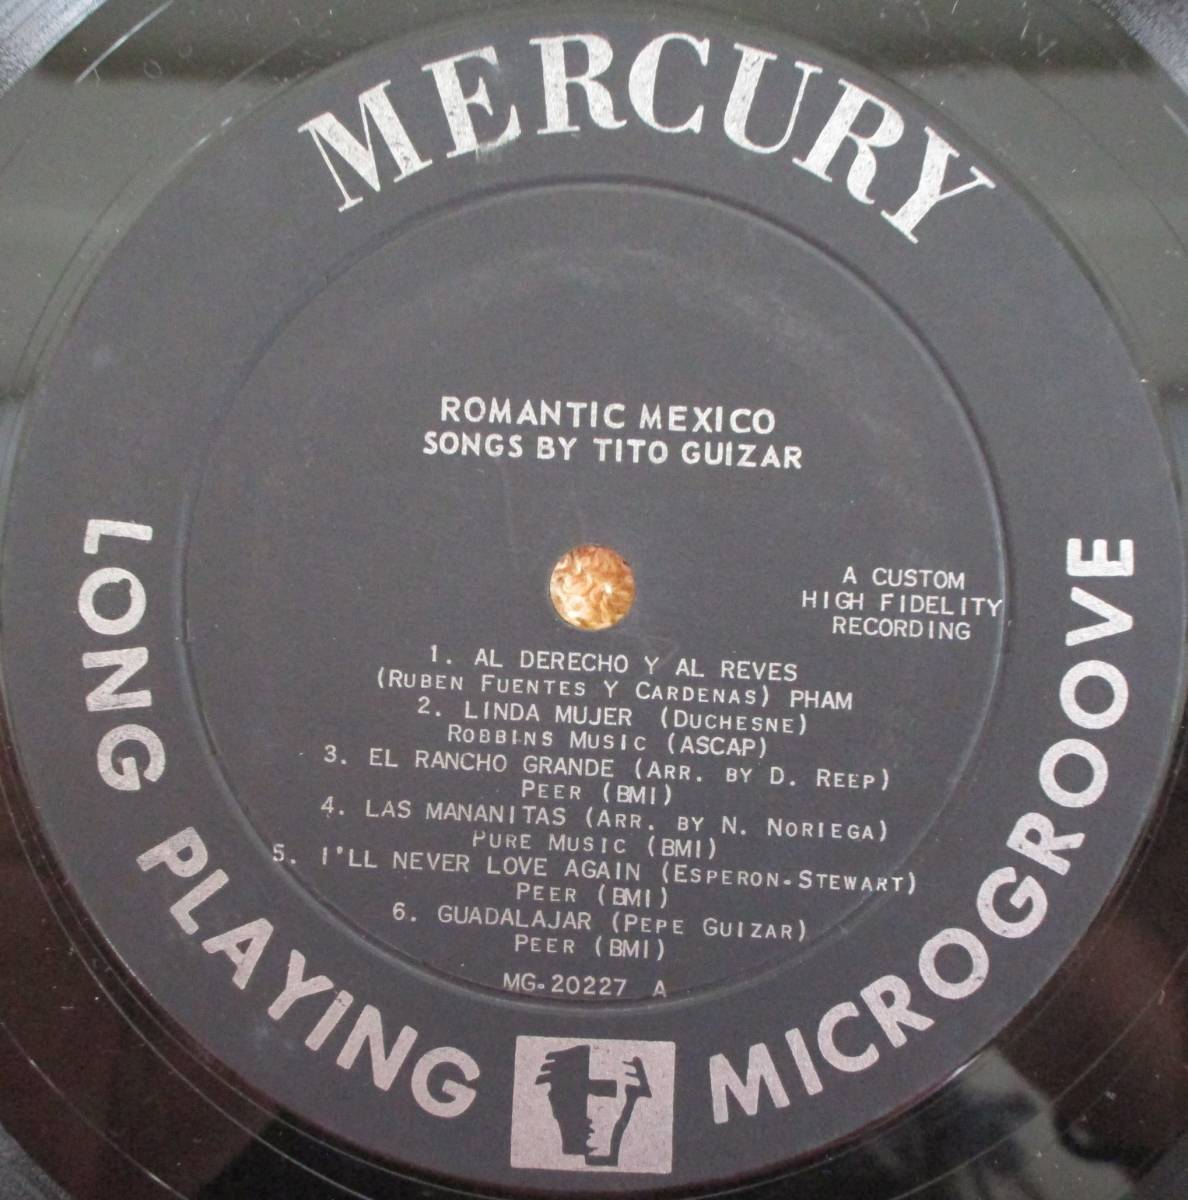 MERCURY
ROMANTIC MEXICO
SONGS BY TITO GUIZAR
A CUSTOM
HIGH FIDELITY
RECORDING
1. AL DERECHO Y AL REVES
(RUBEN FUENTES Y CARDENAS) PHAM
2. LINDA MUJER (DUCHESNE)
ROBBINS MUSIC (ASCAP)
3. EL RANCHO GRANDE (ARR. BY D. REEP)
PEER (BMI)
4. LAS MANANITAS (ARR. BY N. NORIEGA)
PURE MUSIC (BMI)
5. I'LL NEVER LOVE AGAIN (ESPERON-STEWART)
PEER (BMI)
6. GUADALAJAR (PEPE GUIZAR)
PEER (BMI)
MG-20227 A
LONG PLAYING MICROGROOVE